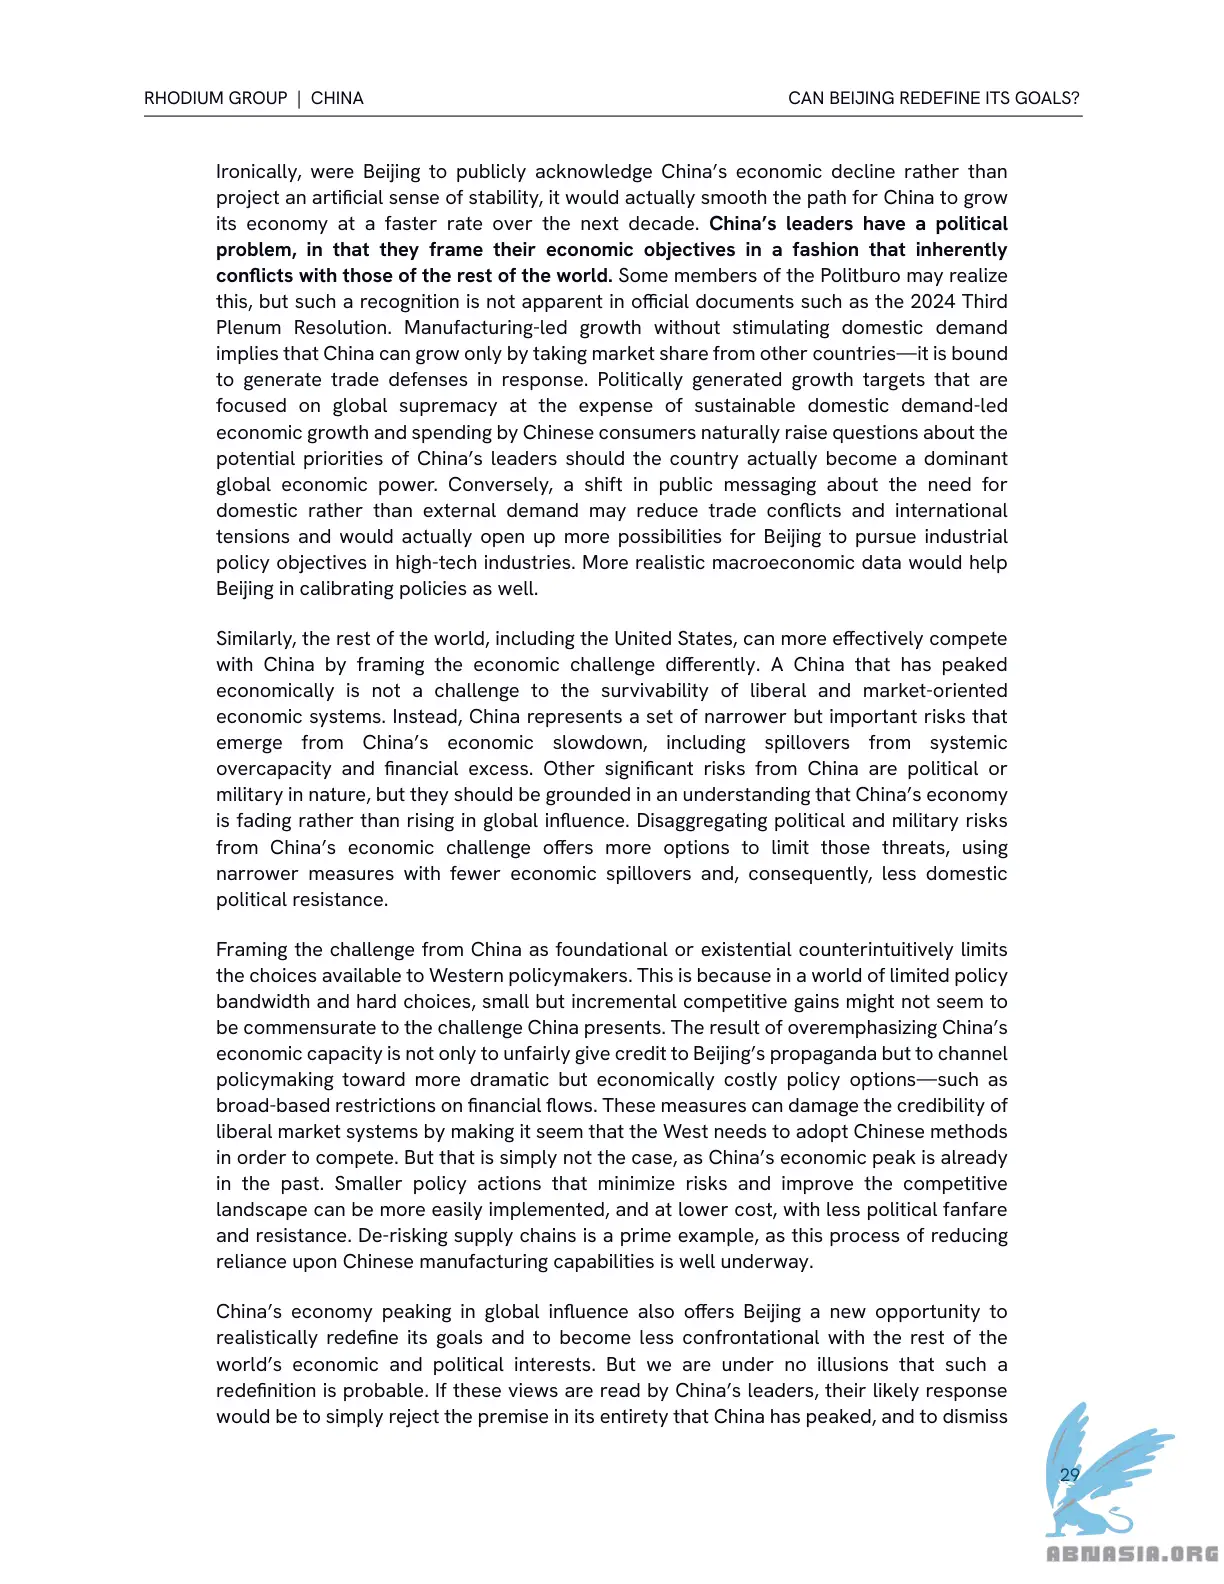 RHODIUM GROUP | CHINA
CAN BEIJING REDEFINE ITS GOALS?
Ironically, were Beijing to publicly acknowledge China’s economic decline rather than
project an artificial sense of stability, it would actually smooth the path for China to grow
its economy at a faster rate over the next decade. China’s leaders have a political
problem, in that they frame their economic objectives in a fashion that inherently
conflicts with those of the rest of the world. Some members of the Politburo may realize
this, but such a recognition is not apparent in official documents such as the 2024 Third
Plenum Resolution. Manufacturing-led growth without stimulating domestic demand
implies that China can grow only by taking market share from other countries—it is bound
to generate trade defenses in response. Politically generated growth targets that are
focused on global supremacy at the expense of sustainable domestic demand-led
economic growth and spending by Chinese consumers naturally raise questions about the
potential priorities of China’s leaders should the country actually become a dominant
global economic power. Conversely, a shift in public messaging about the need for
domestic rather than external demand may reduce trade conflicts and international
tensions and would actually open up more possibilities for Beijing to pursue industrial
policy objectives in high-tech industries. More realistic macroeconomic data would help
Beijing in calibrating policies as well.
Similarly, the rest of the world, including the United States, can more effectively compete
with China by framing the economic challenge differently. A China that has peaked
economically is not a challenge to the survivability of liberal and market-oriented
economic systems. Instead, China represents a set of narrower but important risks that
emerge from China’s economic slowdown, including spillovers from systemic
overcapacity and financial excess. Other significant risks from China are political or
military in nature, but they should be grounded in an understanding that China’s economy
is fading rather than rising in global influence. Disaggregating political and military risks
from China’s economic challenge offers more options to limit those threats, using
narrower measures with fewer economic spillovers and, consequently, less domestic
political resistance.
Framing the challenge from China as foundational or existential counterintuitively limits
the choices available to Western policymakers. This is because in a world of limited policy
bandwidth and hard choices, small but incremental competitive gains might not seem to
be commensurate to the challenge China presents. The result of overemphasizing China’s
economic capacity is not only to unfairly give credit to Beijing’s propaganda but to channel
policymaking toward more dramatic but economically costly policy options—such as
broad-based restrictions on financial flows. These measures can damage the credibility of
liberal market systems by making it seem that the West needs to adopt Chinese methods
in order to compete. But that is simply not the case, as China’s economic peak is already
in the past. Smaller policy actions that minimize risks and improve the competitive
landscape can be more easily implemented, and at lower cost, with less political fanfare
and resistance. De-risking supply chains is a prime example, as this process of reducing
reliance upon Chinese manufacturing capabilities is well underway.
China’s economy peaking in global influence also offers Beijing a new opportunity to
realistically redefine its goals and to become less confrontational with the rest of the
world’s economic and political interests. But we are under no illusions that such a
redefinition is probable. If these views are read by China’s leaders, their likely response
would be to simply reject the premise in its entirety that China has peaked, and to dismiss
29
ABNASIA.ORG